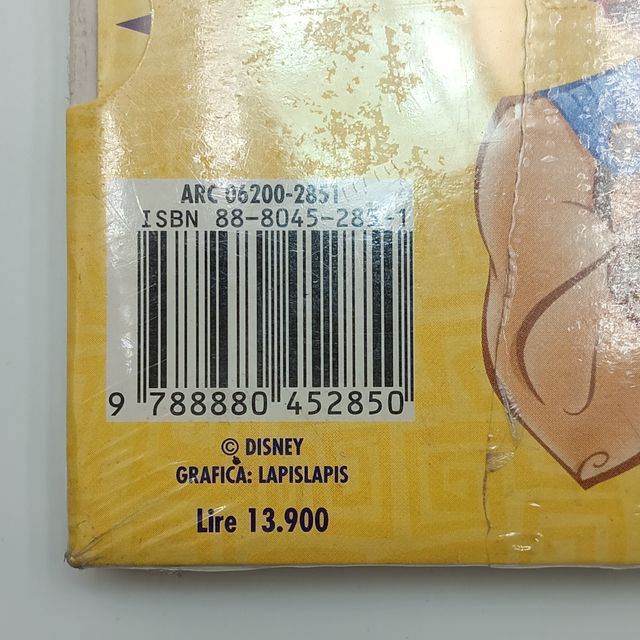 ARC 06200-2851
ISBN 88-8045-285-1
9 788880 452850
© DISNEY
GRAFICA: LAPISLAPIS
Lire 13.900